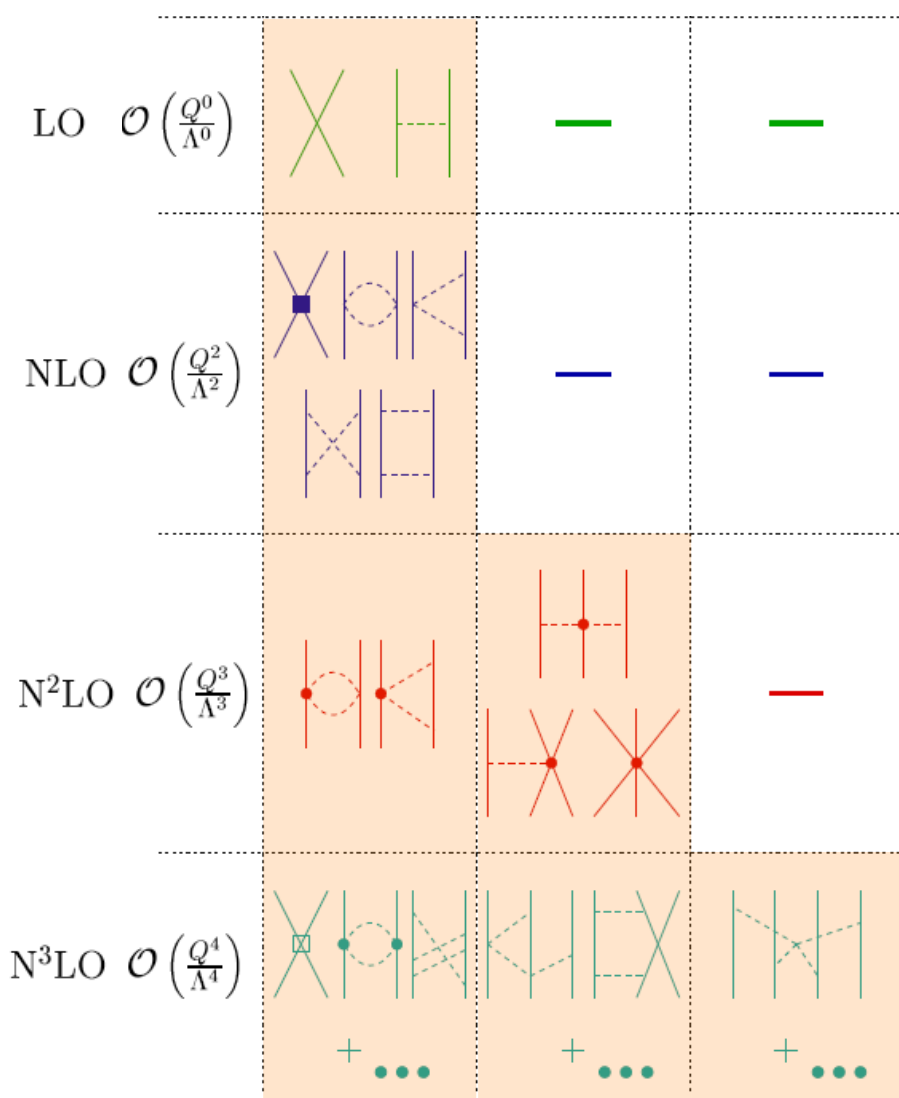 LO 𝒪(Q⁰/Λ⁰)
NLO 𝒪(Q²/Λ²)
N²LO 𝒪(Q³/Λ³)
N³LO 𝒪(Q⁴/Λ⁴)
+ ...
+ ...
+ ...